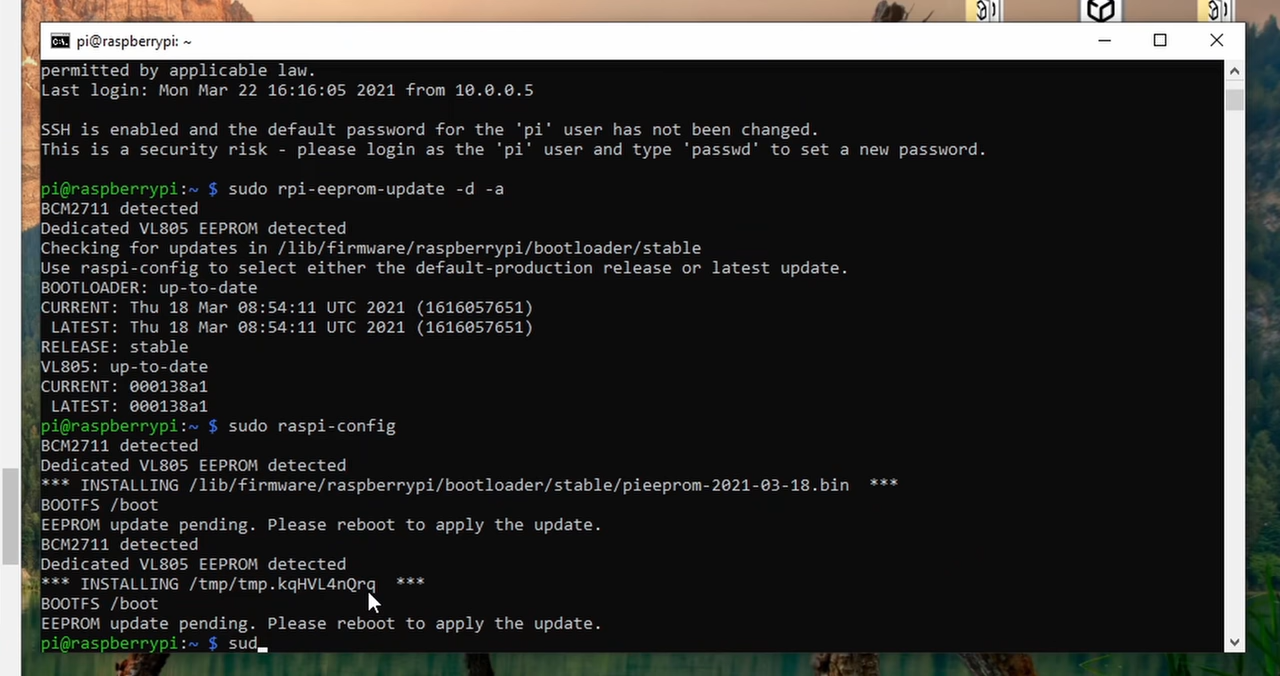 pi@raspberrypi: ~
permitted by applicable law.
Last login: Mon Mar 22 16:16:05 2021 from 10.0.0.5
SSH is enabled and the default password for the 'pi' user has not been changed.
This is a security risk - please login as the 'pi' user and type 'passwd' to set a new password.
pi@raspberrypi:~ $ sudo rpi-eeprom-update -d -a
BCM2711 detected
Dedicated VL805 EEPROM detected
Checking for updates in /lib/firmware/raspberrypi/bootloader/stable
Use raspi-config to select either the default-production release or latest update.
BOOTLOADER: up-to-date
CURRENT: Thu 18 Mar 08:54:11 UTC 2021 (1616057651)
 LATEST: Thu 18 Mar 08:54:11 UTC 2021 (1616057651)
RELEASE: stable
VL805: up-to-date
CURRENT: 000138a1
 LATEST: 000138a1
pi@raspberrypi:~ $ sudo raspi-config
BCM2711 detected
Dedicated VL805 EEPROM detected
*** INSTALLING /lib/firmware/raspberrypi/bootloader/stable/pieeprom-2021-03-18.bin  ***
BOOTFS /boot
EEPROM update pending. Please reboot to apply the update.
BCM2711 detected
Dedicated VL805 EEPROM detected
*** INSTALLING /tmp/tmp.kqHVL4nQrq  ***
BOOTFS /boot
EEPROM update pending. Please reboot to apply the update.
pi@raspberrypi:~ $ sud